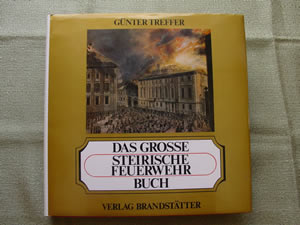 GÜNTER TREFFER
DAS GROSSE
STEIRISCHE
FEUERWEHR
BUCH
VERLAG BRANDSTÄTTER